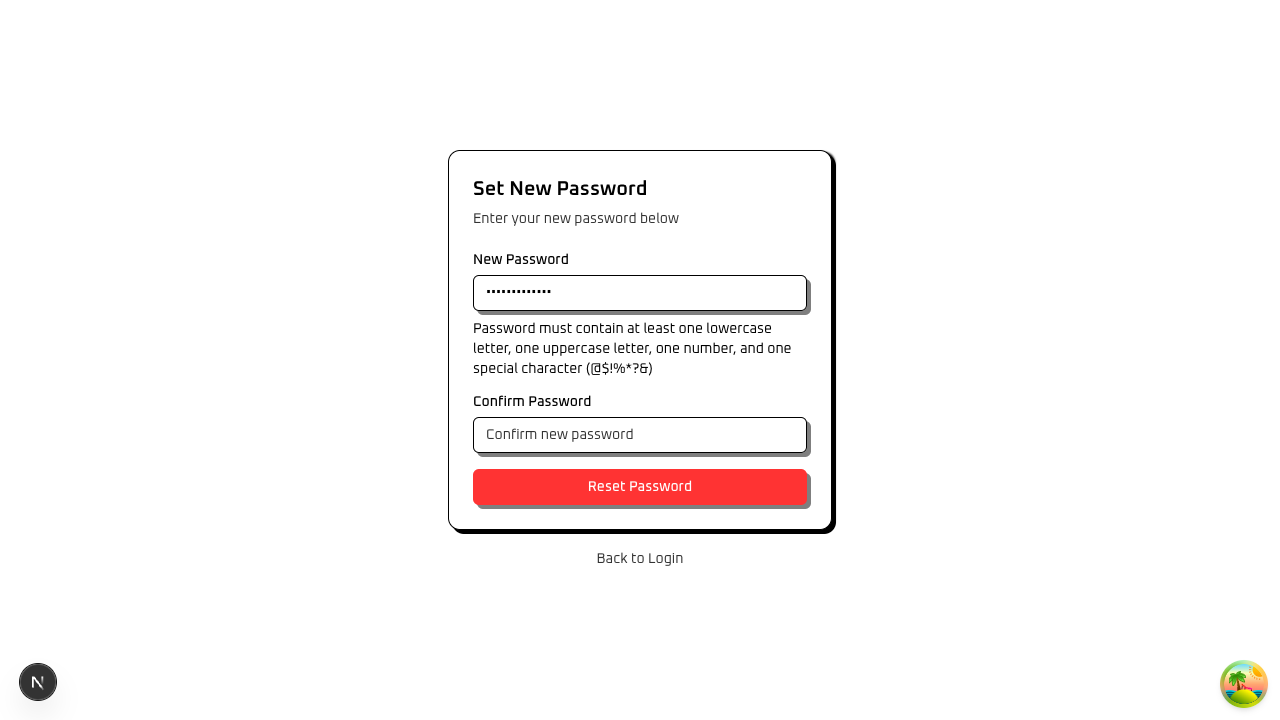 Set New Password
Enter your new password below
New Password
•••••••••••••
Password must contain at least one lowercase
letter, one uppercase letter, one number, and one
special character (@$!%*?&)
Confirm Password
Confirm new password
Reset Password
Back to Login
N